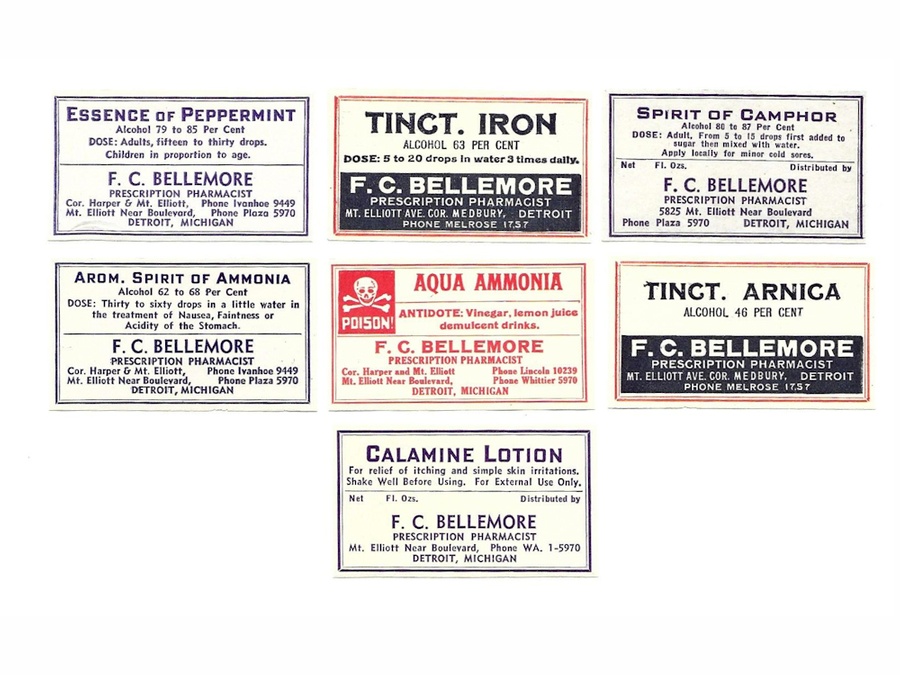 ESSENCE OF PEPPERMINT
Alcohol 79 to 85 Per Cent
DOSE: Adults, fifteen to thirty drops.
Children in proportion to age.
F. C. BELLEMORE
PRESCRIPTION PHARMACIST
Cor. Harper & Mt. Elliott, Phone Ivanhoe 9449
Mt. Elliott Near Boulevard, Phone Plaza 5970
DETROIT, MICHIGAN
TINCT. IRON
ALCOHOL 63 PER CENT
DOSE: 5 to 20 drops in water 3 times daily.
F. C. BELLEMORE
PRESCRIPTION PHARMACIST
MT. ELLIOTT AVE. COR. MEDBURY, DETROIT
PHONE MELROSE 1757
SPIRIT OF CAMPHOR
Alcohol 80 to 87 Per Cent
DOSE: Adult, From 5 to 15 drops first added to
sugar then mixed with water.
Apply locally for minor cold sores.
Net Fl. Ozs. Distributed by
F. C. BELLEMORE
PRESCRIPTION PHARMACIST
5825 Mt. Elliott Near Boulevard
Phone Plaza 5970 DETROIT, MICHIGAN
AROM. SPIRIT OF AMMONIA
Alcohol 62 to 68 Per Cent
DOSE: Thirty to sixty drops in a little water in
the treatment of Nausea, Faintness or
Acidity of the Stomach.
F. C. BELLEMORE
PRESCRIPTION PHARMACIST
Cor. Harper & Mt. Elliott, Phone Ivanhoe 9449
Mt. Elliott Near Boulevard, Phone Plaza 5970
DETROIT, MICHIGAN
POISON!
AQUA AMMONIA
ANTIDOTE: Vinegar, lemon juice
demulcent drinks.
F. C. BELLEMORE
PRESCRIPTION PHARMACIST
Cor. Harper and Mt. Elliott Phone Lincoln 10239
Mt. Elliott Near Boulevard, Phone Whittier 5970
DETROIT, MICHIGAN
TINCT. ARNICA
ALCOHOL 46 PER CENT
F. C. BELLEMORE
PRESCRIPTION PHARMACIST
MT. ELLIOTT AVE. COR. MEDBURY, DETROIT
PHONE MELROSE 1757
CALAMINE LOTION
For relief of itching and simple skin irritations.
Shake Well Before Using. For External Use Only.
Net Fl. Ozs. Distributed by
F. C. BELLEMORE
PRESCRIPTION PHARMACIST
Mt. Elliott Near Boulevard, Phone WA. 1-5970
DETROIT, MICHIGAN